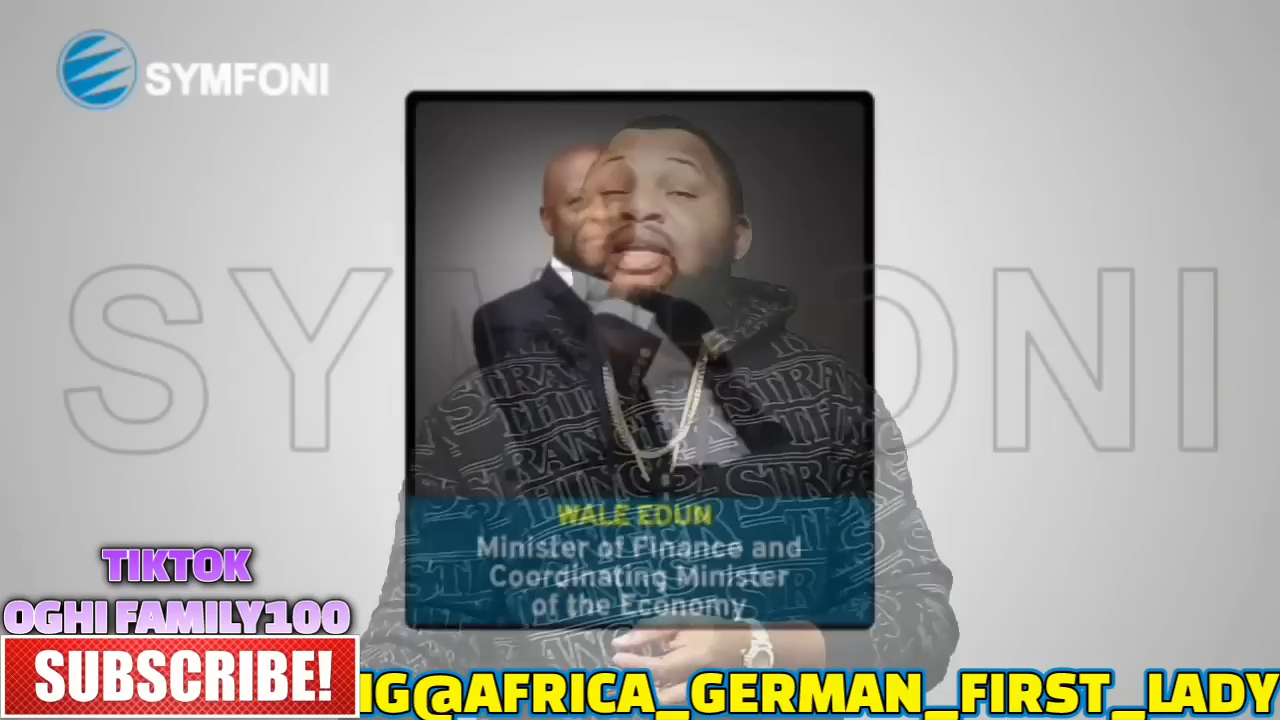 SYMFONI
SYMFONI
WALE EDUN
Minister of Finance and
Coordinating Minister
of the Economy
TIKTOK
OGHI FAMILY100
SUBSCRIBE!
IG@AFRICA_GERMAN_FIRST_LADY